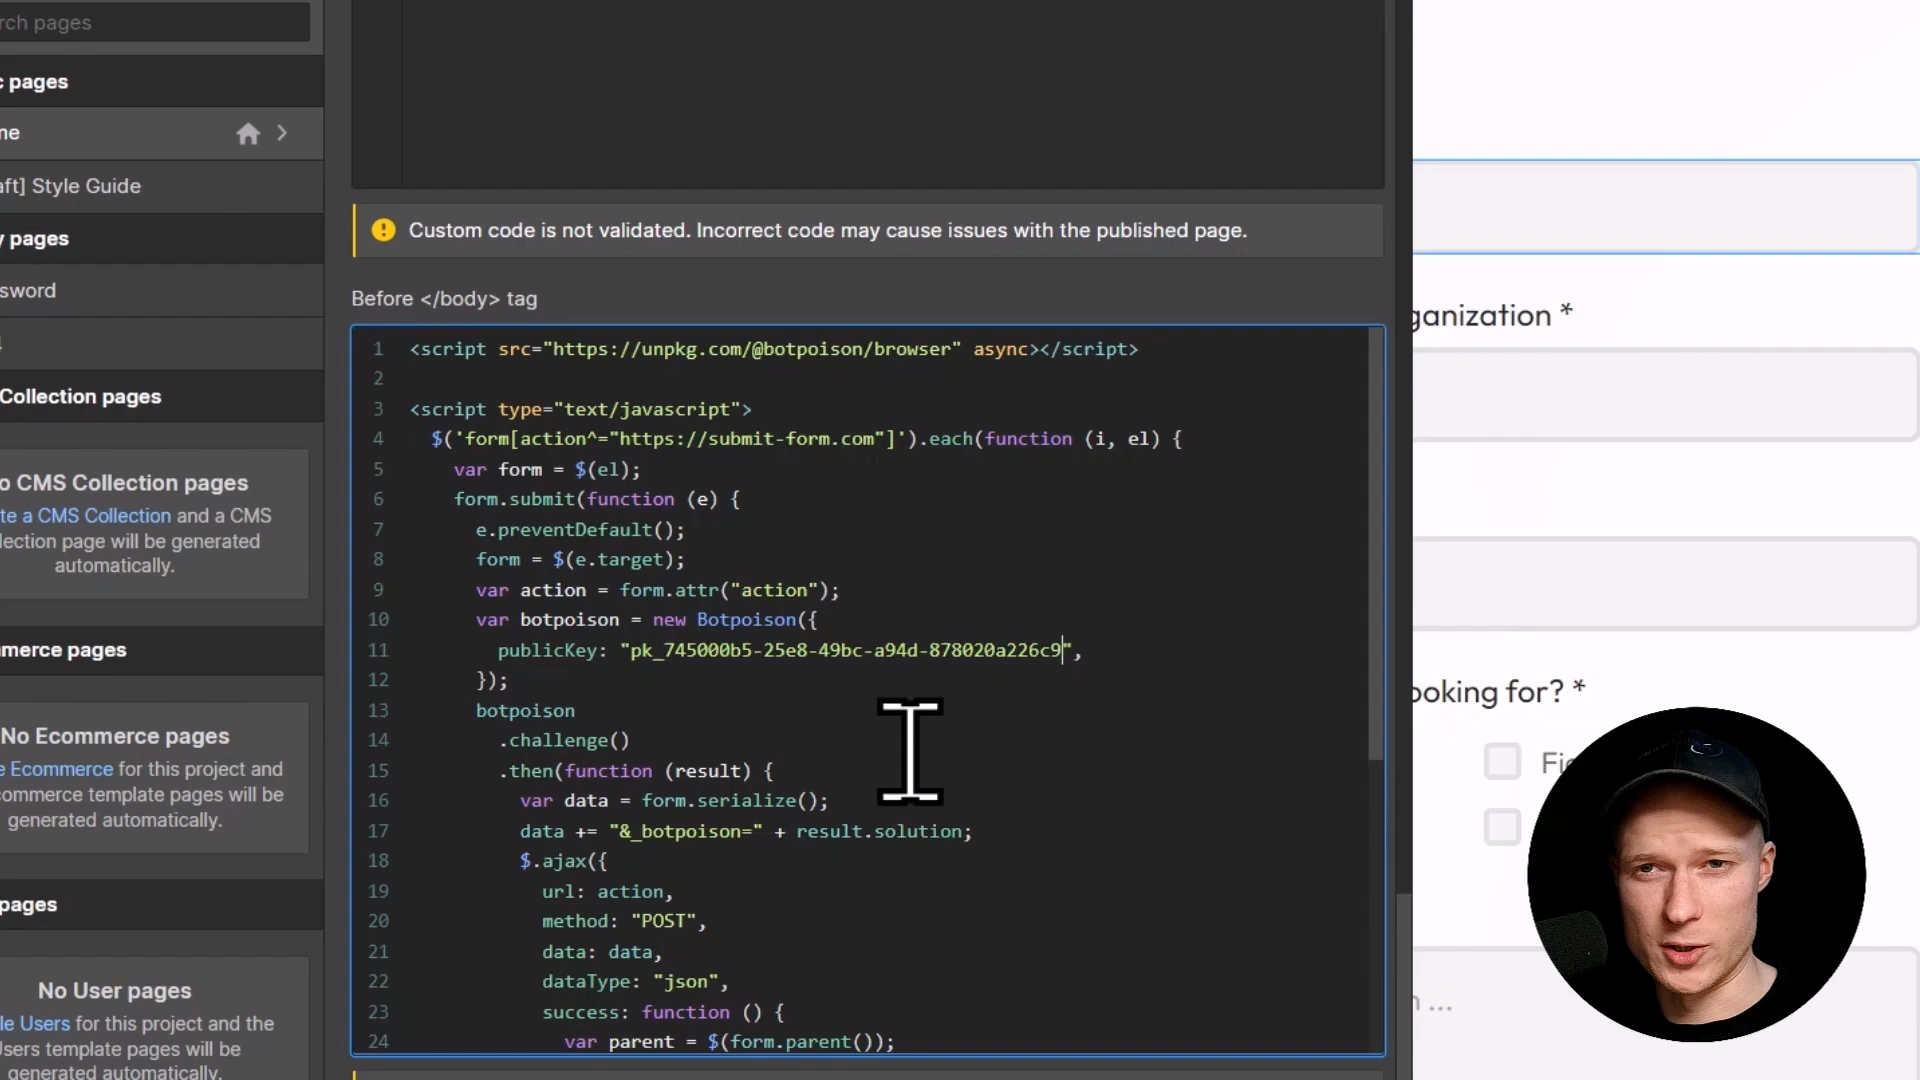 rch pages
c pages
me
aft] Style Guide
y pages
sword
Collection pages
o CMS Collection pages
te a CMS Collection and a CMS
lection page will be generated
automatically.
merce pages
No Ecommerce pages
e Ecommerce for this project and
commerce template pages will be
generated automatically.
pages
No User pages
le Users for this project and the
Users template pages will be
generated automatically.
Custom code is not validated. Incorrect code may cause issues with the published page.
Before </body> tag
1 <script src="https://unpkg.com/@botpoison/browser" async></script>
2
3 <script type="text/javascript">
4 $('form[action^="https://submit-form.com"]').each(function (i, el) {
5 var form = $(el);
6 form.submit(function (e) {
7 e.preventDefault();
8 form = $(e.target);
9 var action = form.attr("action");
10 var botpoison = new Botpoison({
11 publicKey: "pk_745000b5-25e8-49bc-a94d-878020a226c9",
12 });
13 botpoison
14 .challenge()
15 .then(function (result) {
16 var data = form.serialize();
17 data += "&_botpoison=" + result.solution;
18 $.ajax({
19 url: action,
20 method: "POST",
21 data: data,
22 dataType: "json",
23 success: function () {
24 var parent = $(form.parent());
ganization *
ooking for? *
Fi
n ...